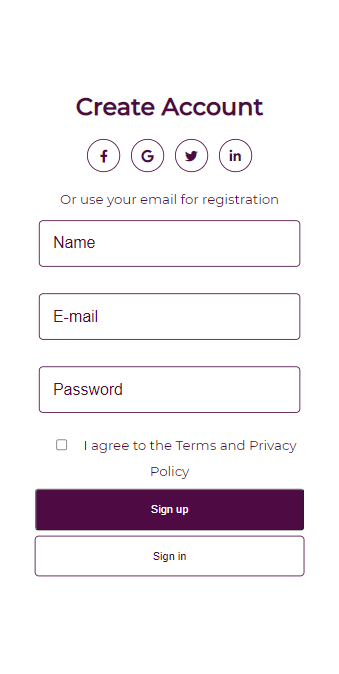 Create Account
Or use your email for registration
Name
E-mail
Password
I agree to the Terms and Privacy
Policy
Sign up
Sign in